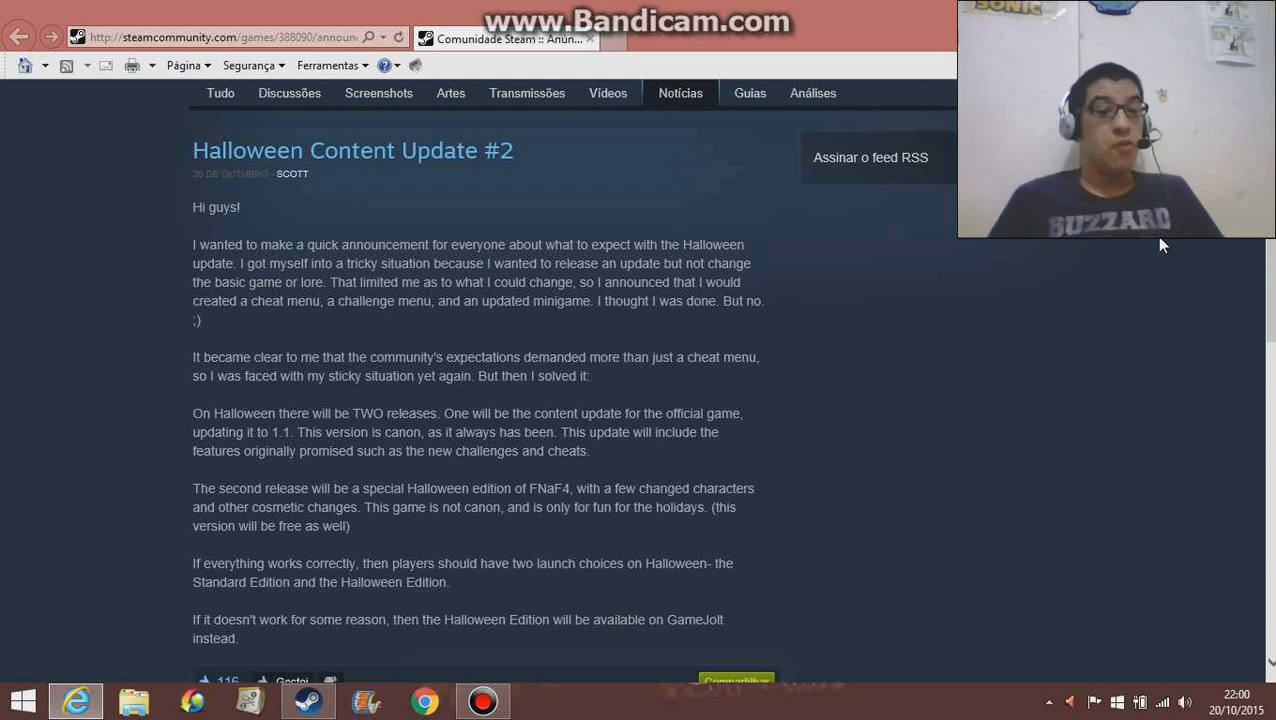 www.Bandicam.com
SONIC
http://steamcommunity.com/games/388090/announ
Comunidade Steam :: Anún...
Página Segurança Ferramentas
Tudo Discussões Screenshots Artes Transmissões Vídeos Notícias Guias Análises
Halloween Content Update #2
20 DE OUTUBRO - SCOTT
Assinar o feed RSS
BUZZARD
Hi guys!
I wanted to make a quick announcement for everyone about what to expect with the Halloween
update. I got myself into a tricky situation because I wanted to release an update but not change
the basic game or lore. That limited me as to what I could change, so I announced that I would
created a cheat menu, a challenge menu, and an updated minigame. I thought I was done. But no.
;)
It became clear to me that the community's expectations demanded more than just a cheat menu,
so I was faced with my sticky situation yet again. But then I solved it:
On Halloween there will be TWO releases. One will be the content update for the official game,
updating it to 1.1. This version is canon, as it always has been. This update will include the
features originally promised such as the new challenges and cheats.
The second release will be a special Halloween edition of FNaF4, with a few changed characters
and other cosmetic changes. This game is not canon, and is only for fun for the holidays. (this
version will be free as well)
If everything works correctly, then players should have two launch choices on Halloween- the
Standard Edition and the Halloween Edition.
If it doesn't work for some reason, then the Halloween Edition will be available on GameJolt
instead.
116 Gostei Compartilhar
22:00
20/10/2015